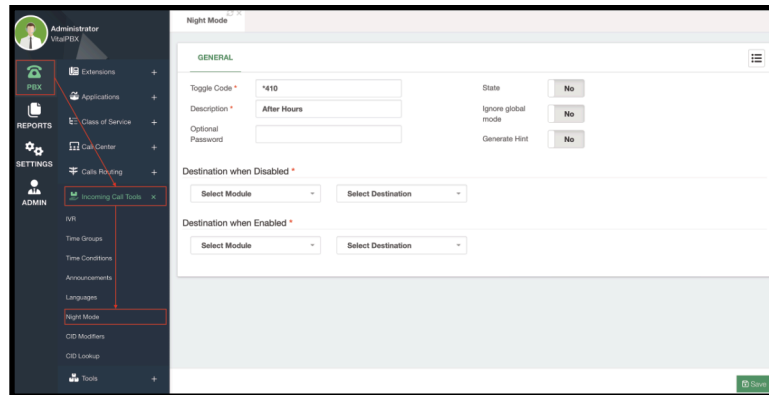 Administrator
VitalPBX
PBX
REPORTS
SETTINGS
ADMIN
Extensions +
Applications +
Class of Service +
Call Center +
Calls Routing +
Incoming Call Tools ×
IVR
Time Groups
Time Conditions
Announcements
Languages
Night Mode
CID Modifiers
CID Lookup
Tools +
Night Mode
GENERAL
Toggle Code * *410
Description * After Hours
Optional
Password
State No
Ignore global
mode No
Generate Hint No
Destination when Disabled *
Select Module Select Destination
Destination when Enabled *
Select Module Select Destination
Save